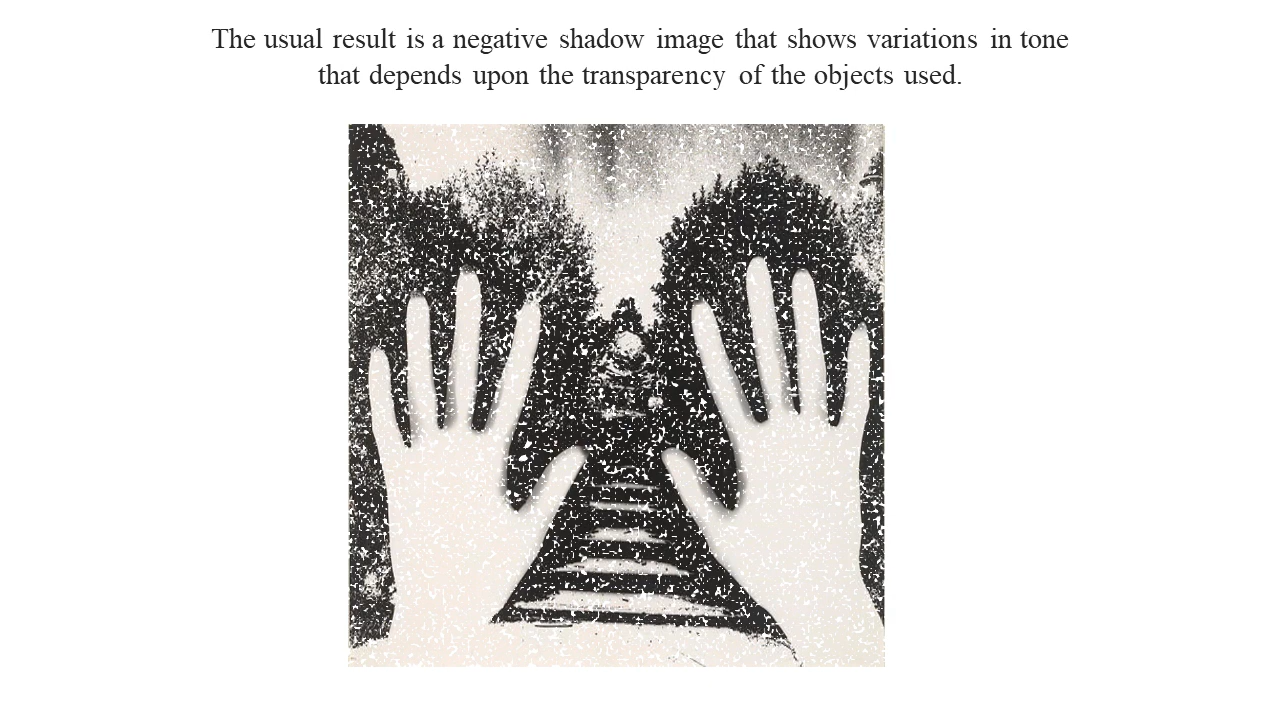 The usual result is a negative shadow image that shows variations in tone
that depends upon the transparency of the objects used.